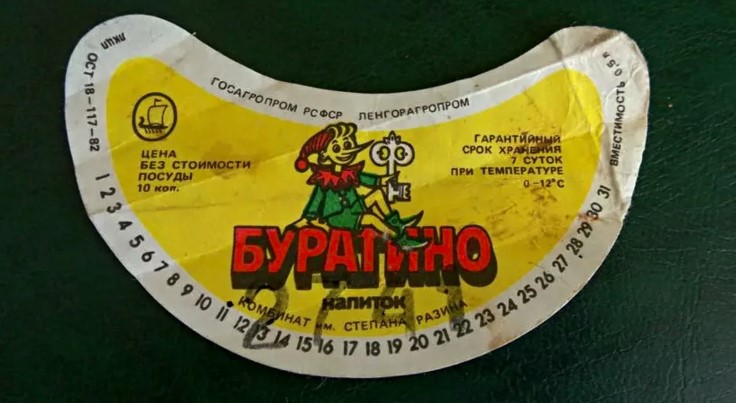 ГОСАГРОПРОМ РСФСР ЛЕНГОРАГРОПРОМ
ЛКЦП
ОСТ 18-117-82
ВМЕСТИМОСТЬ 0,5 л
ЦЕНА
БЕЗ СТОИМОСТИ
ПОСУДЫ
10 коп.
ГАРАНТИЙНЫЙ
СРОК ХРАНЕНИЯ
7 СУТОК
ПРИ ТЕМПЕРАТУРЕ
0-12°С
БУРАТИНО
напиток
КОМБИНАТ им. СТЕПАНА РАЗИНА
1 2 3 4 5 6 7 8 9 10 11 12 13 14 15 16 17 18 19 20 21 22 23 24 25 26 27 28 29 30 31